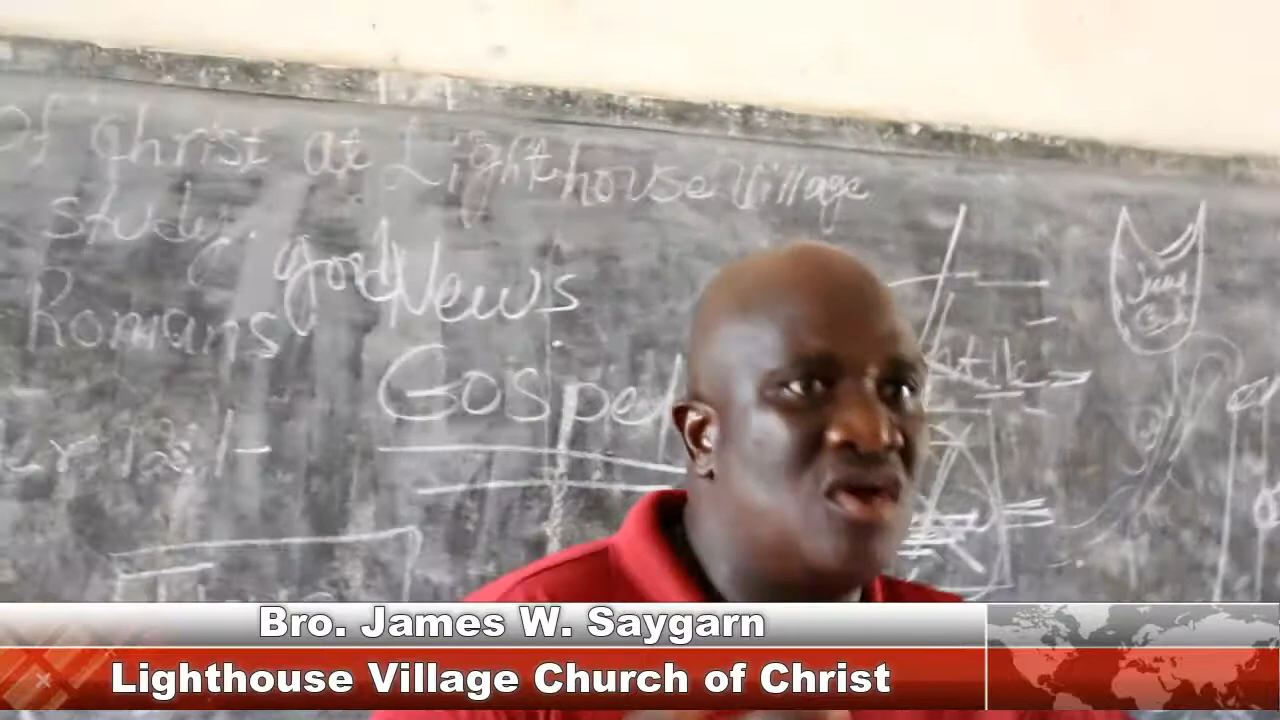 Of Christ at Lighthouse Village
study:
good News
Romans
Gospel
Bro. James W. Saygarn
Lighthouse Village Church of Christ